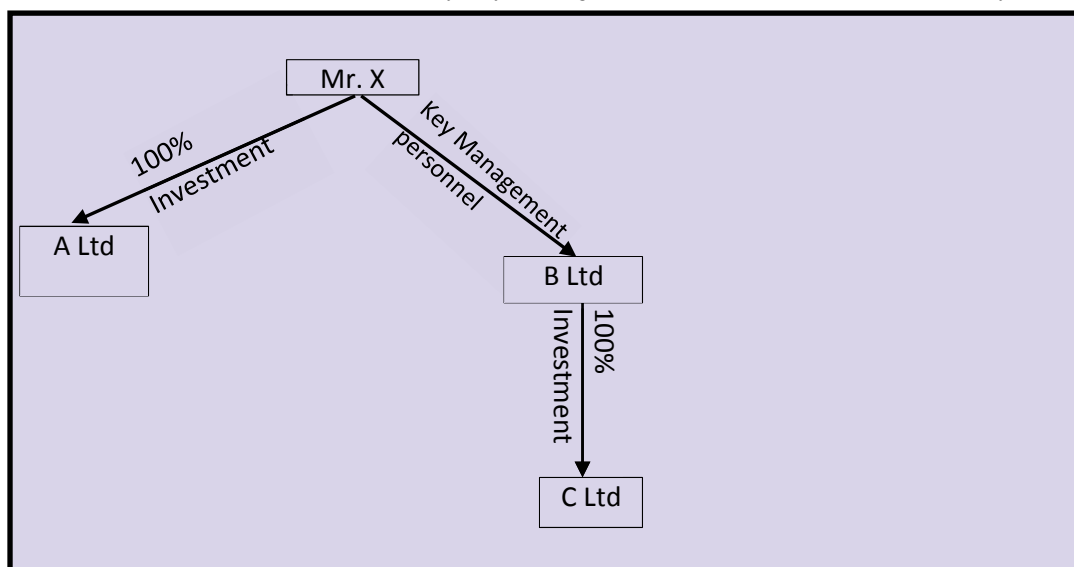 Mr. X
100%
Investment
Key Management
personnel
A Ltd
B Ltd
100%
Investment
C Ltd